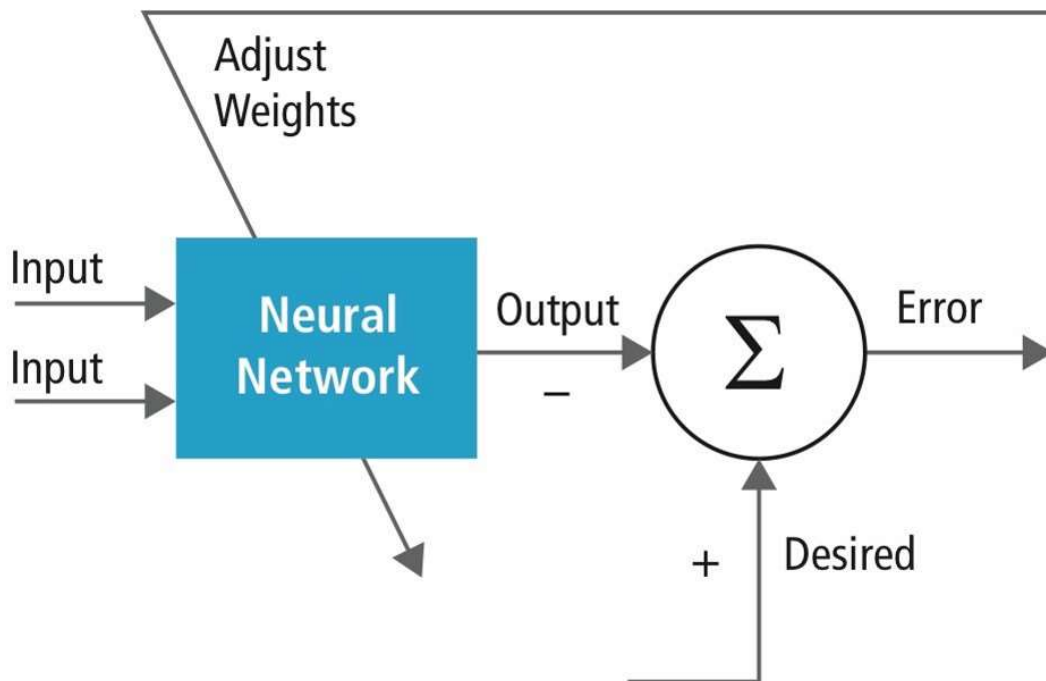 Adjust
Weights
Input
Input
Neural
Network
Output
−
Σ
Error
+
Desired